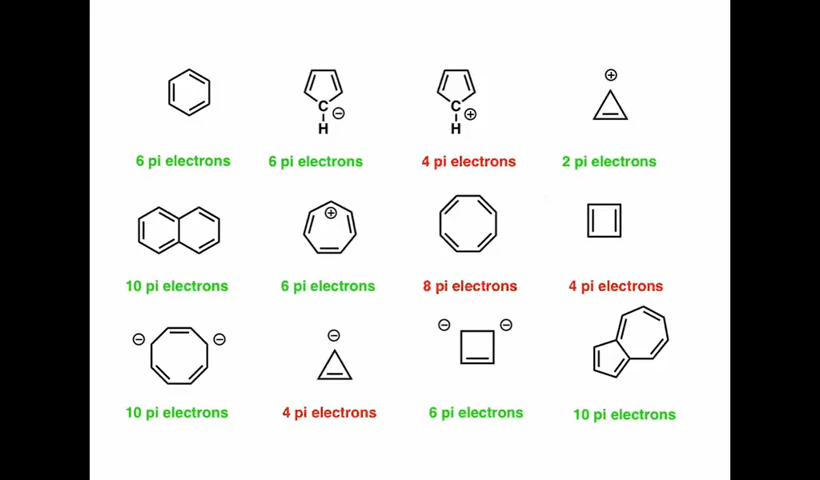 C ⊖
H
C ⊕
H
⊕
6 pi electrons
6 pi electrons
4 pi electrons
2 pi electrons
⊕
10 pi electrons
6 pi electrons
8 pi electrons
4 pi electrons
⊖ ⊖
⊖
⊖ ⊖
10 pi electrons
4 pi electrons
6 pi electrons
10 pi electrons